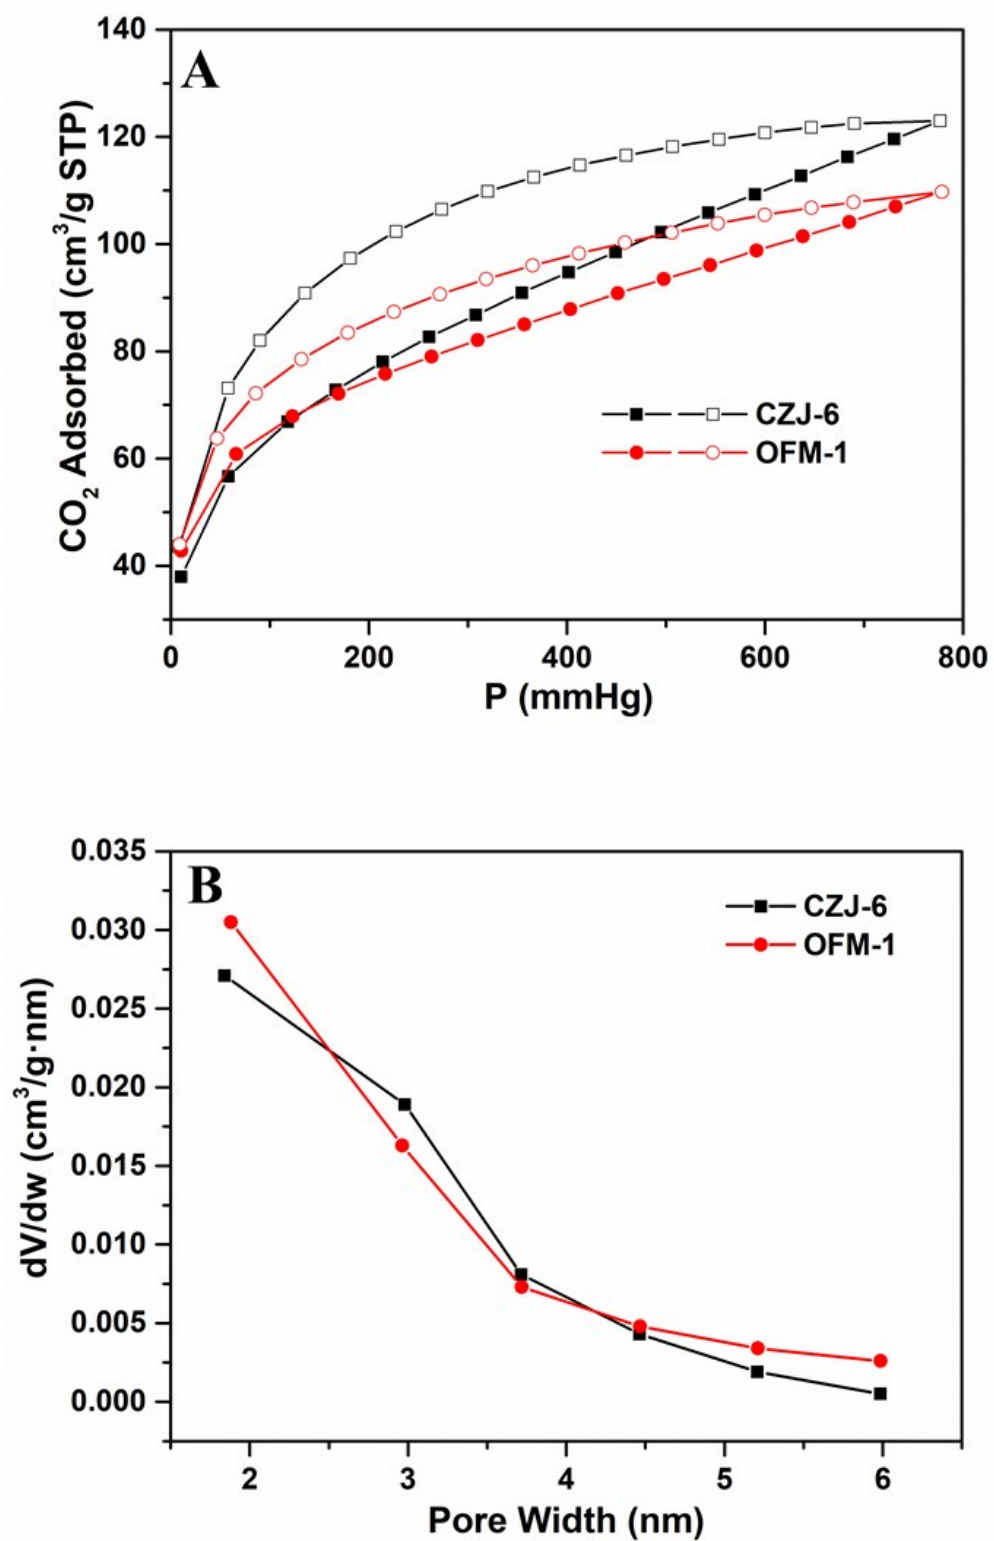 A
140
120
100
80
60
40
CO₂ Adsorbed (cm³/g STP)
CZJ-6
OFM-1
0 200 400 600 800
P (mmHg)
B
0.035
0.030
0.025
0.020
0.015
0.010
0.005
0.000
dV/dw (cm³/g·nm)
CZJ-6
OFM-1
2 3 4 5 6
Pore Width (nm)